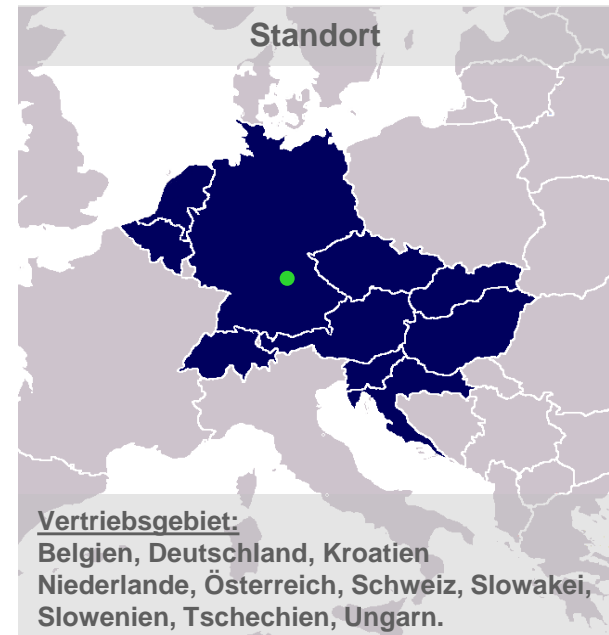 Standort
Vertriebsgebiet:
Belgien, Deutschland, Kroatien
Niederlande, Österreich, Schweiz, Slowakei,
Slowenien, Tschechien, Ungarn.